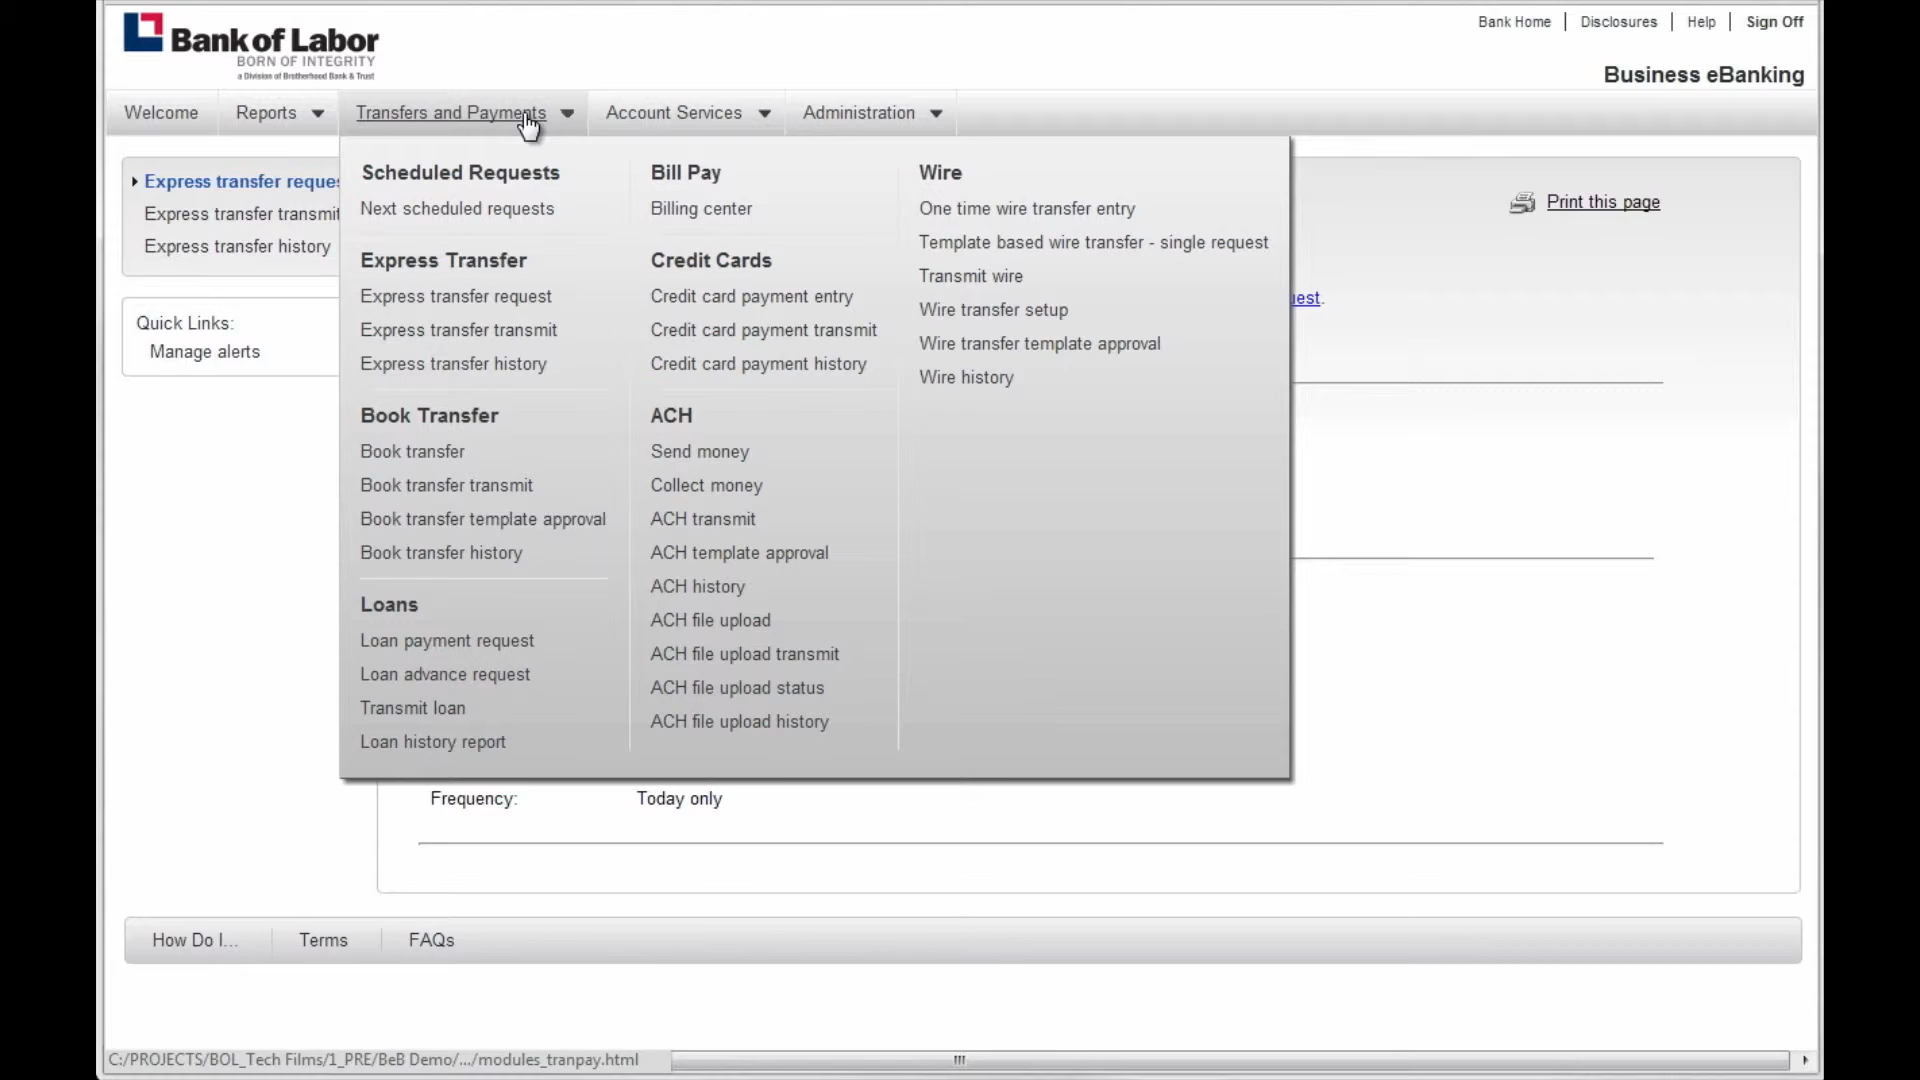 Bank of Labor
BORN OF INTEGRITY
a Division of Brotherhood Bank & Trust
Bank Home
Disclosures
Help
Sign Off
Business eBanking
Welcome
Reports
Transfers and Payments
Account Services
Administration
Express transfer reques
Express transfer transmit
Express transfer history
Quick Links:
Manage alerts
Scheduled Requests
Next scheduled requests
Express Transfer
Express transfer request
Express transfer transmit
Express transfer history
Book Transfer
Book transfer
Book transfer transmit
Book transfer template approval
Book transfer history
Loans
Loan payment request
Loan advance request
Transmit loan
Loan history report
Bill Pay
Billing center
Credit Cards
Credit card payment entry
Credit card payment transmit
Credit card payment history
ACH
Send money
Collect money
ACH transmit
ACH template approval
ACH history
ACH file upload
ACH file upload transmit
ACH file upload status
ACH file upload history
Wire
One time wire transfer entry
Template based wire transfer - single request
Transmit wire
Wire transfer setup
Wire transfer template approval
Wire history
Print this page
uest.
Frequency: Today only
How Do I...
Terms
FAQs
C:/PROJECTS/BOL_Tech Films/1_PRE/BeB Demo/.../modules_tranpay.html